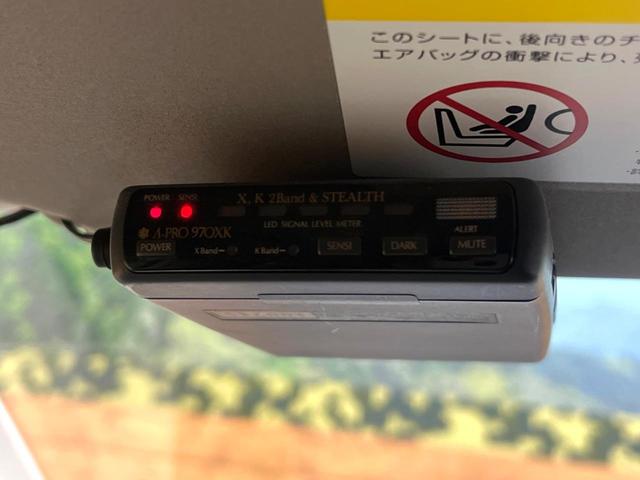 このシートに、後向きのチ
エアバッグの衝撃により、
POWER SENSI
X, K 2Band & STEALTH
LED SIGNAL LEVEL METER
ALERT
Λ-PRO 970XK
POWER X Band K Band SENSI DARK MUTE